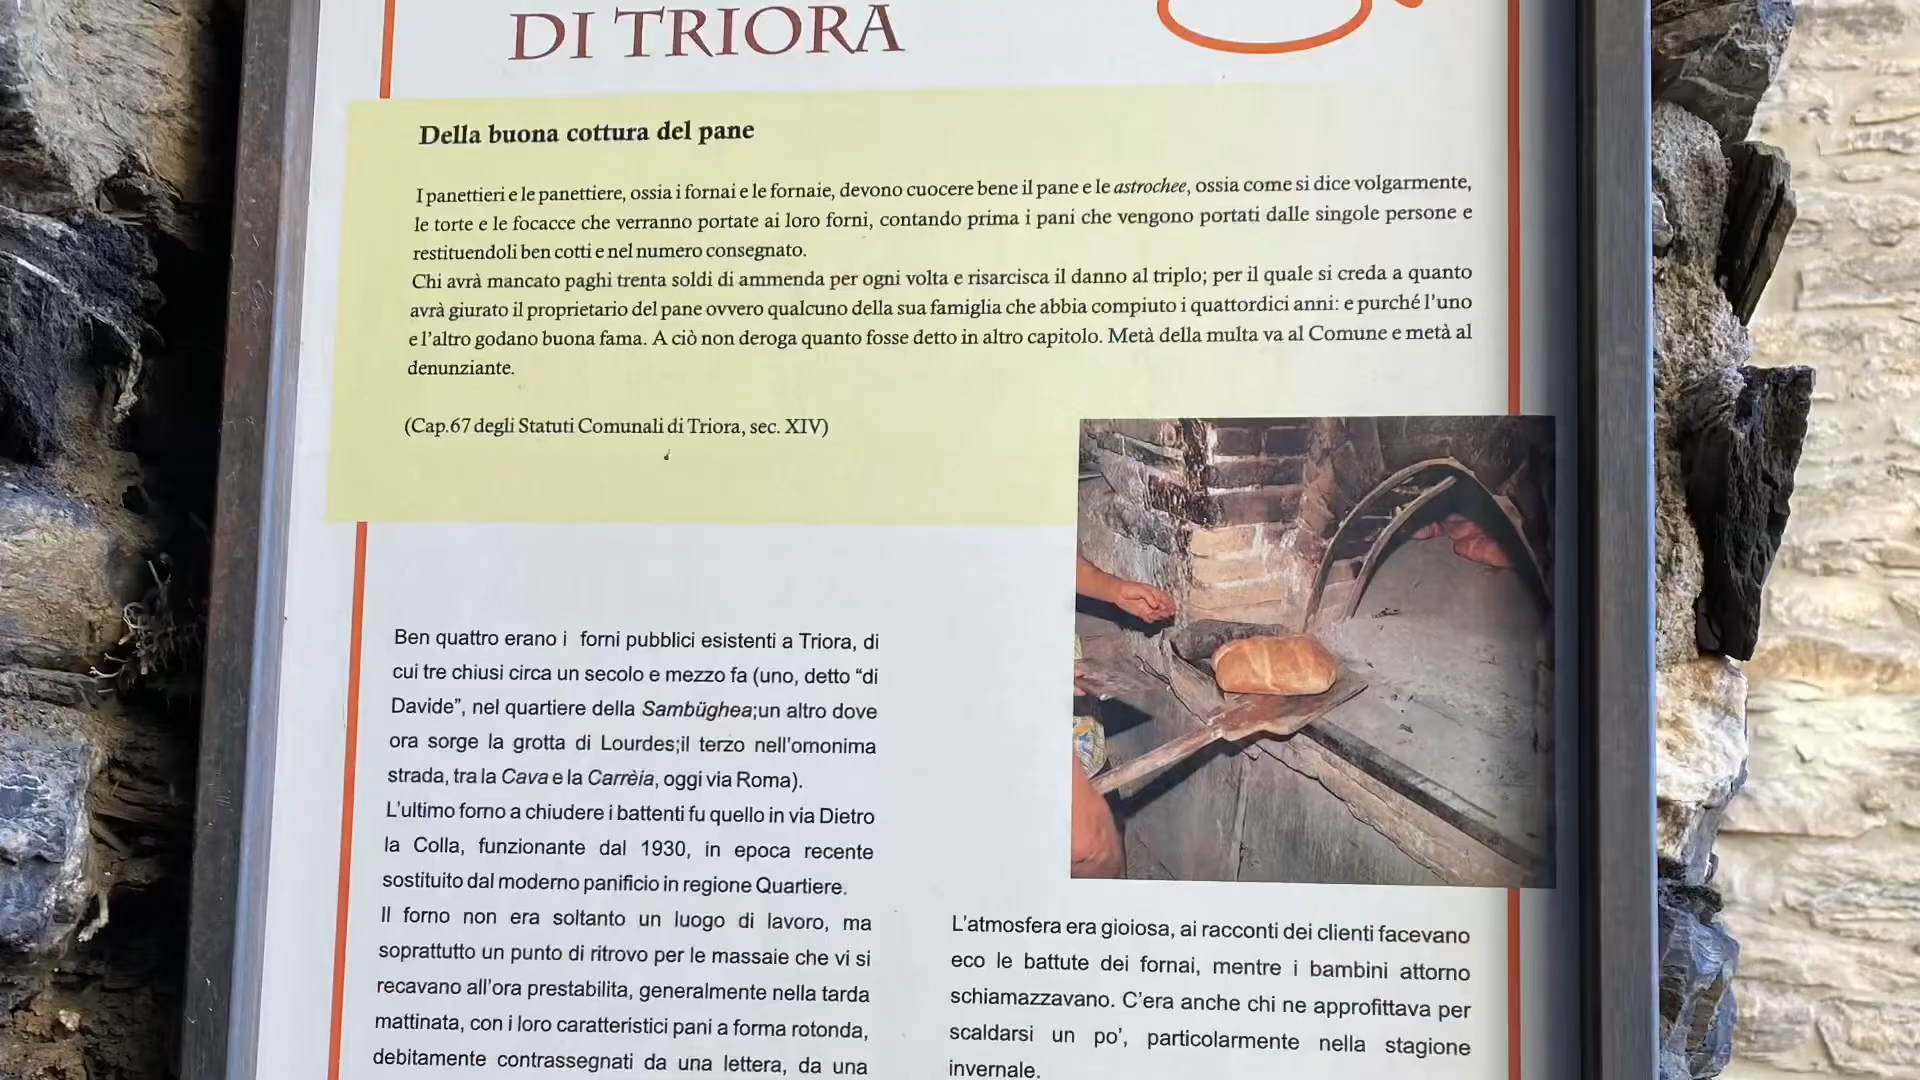 DI TRIORA
Della buona cottura del pane
I panettieri e le panettiere, ossia i fornai e le fornaie, devono cuocere bene il pane e le astrochee, ossia come si dice volgarmente,
le torte e le focacce che verranno portate ai loro forni, contando prima i pani che vengono portati dalle singole persone e
restituendoli ben cotti e nel numero consegnato.
Chi avrà mancato paghi trenta soldi di ammenda per ogni volta e risarcisca il danno al triplo; per il quale si creda a quanto
avrà giurato il proprietario del pane ovvero qualcuno della sua famiglia che abbia compiuto i quattordici anni: e purché l'uno
e l'altro godano buona fama. A ciò non deroga quanto fosse detto in altro capitolo. Metà della multa va al Comune e metà al
denunziante.
(Cap.67 degli Statuti Comunali di Triora, sec. XIV)
Ben quattro erano i forni pubblici esistenti a Triora, di
cui tre chiusi circa un secolo e mezzo fa (uno, detto “di
Davide”, nel quartiere della Sambüghea;un altro dove
ora sorge la grotta di Lourdes;il terzo nell'omonima
strada, tra la Cava e la Carrèia, oggi via Roma).
L'ultimo forno a chiudere i battenti fu quello in via Dietro
la Colla, funzionante dal 1930, in epoca recente
sostituito dal moderno panificio in regione Quartiere.
Il forno non era soltanto un luogo di lavoro, ma
soprattutto un punto di ritrovo per le massaie che vi si
recavano all'ora prestabilita, generalmente nella tarda
mattinata, con i loro caratteristici pani a forma rotonda,
debitamente contrassegnati da una lettera, da una
L'atmosfera era gioiosa, ai racconti dei clienti facevano
eco le battute dei fornai, mentre i bambini attorno
schiamazzavano. C'era anche chi ne approfittava per
scaldarsi un po', particolarmente nella stagione
invernale.